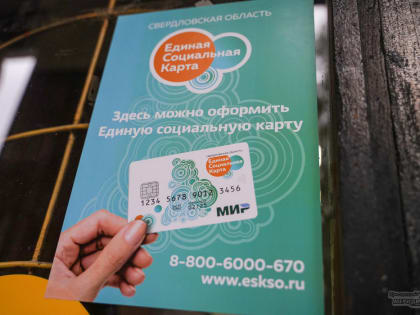 СВЕРДЛОВСКАЯ ОБЛАСТЬ
Единая
Социальная
Карта
Здесь можно оформить
Единую социальную карту
Единая
Социальная
Карта
1234 5678 9012 3456
МИР
8-800-6000-670
www.eskso.ru